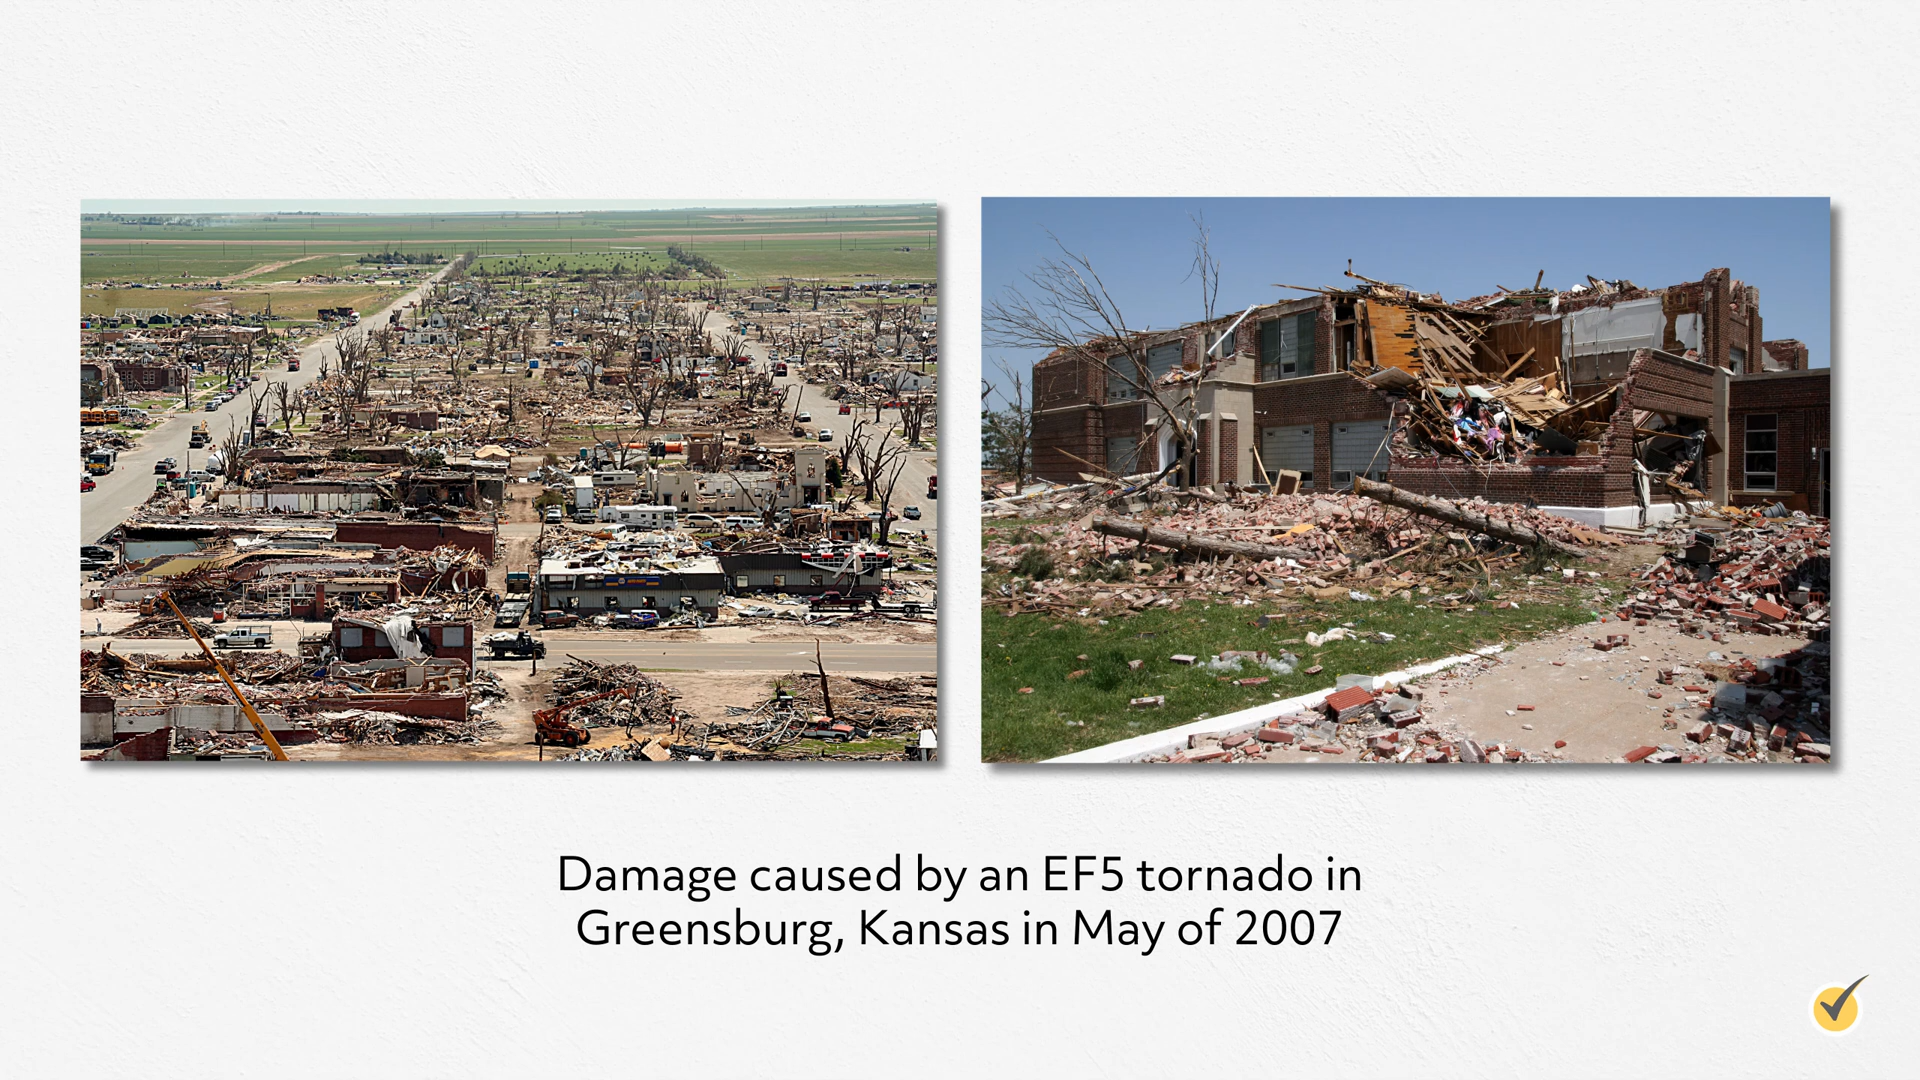 Damage caused by an EF5 tornado in
Greensburg, Kansas in May of 2007